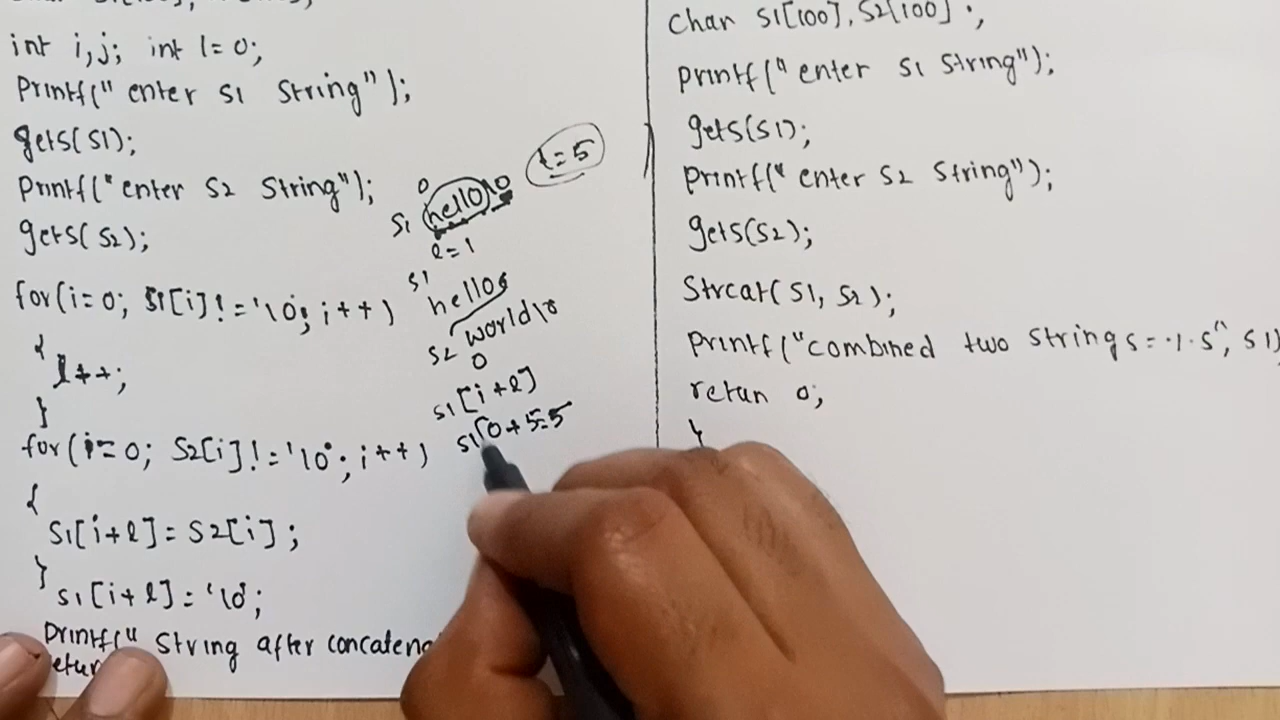 int i,j; int l=0;
Printf(" enter S1 String");
gets(S1);
Printf("enter S2 String");
gets(S2);
for(i=0; S1[i]!='\0'; i++)
{
l++;
}
for(i=0; S2[i]!='\0'; i++)
{
S1[i+l]=S2[i];
}
S1[i+l]='\0';
Printf(" String after concatena
l=5
0
S1 hello\0
l=1
S1
hello
S2 world\0
0
S1[i+l]
S1[0+5=5
Char S1[100], S2[100];
Printf(" enter S1 String");
gets(S1);
Printf(" enter S2 String");
gets(S2);
Strcat(S1, S2);
Printf("Combined two Strings=%s", S1)
retun 0;
}